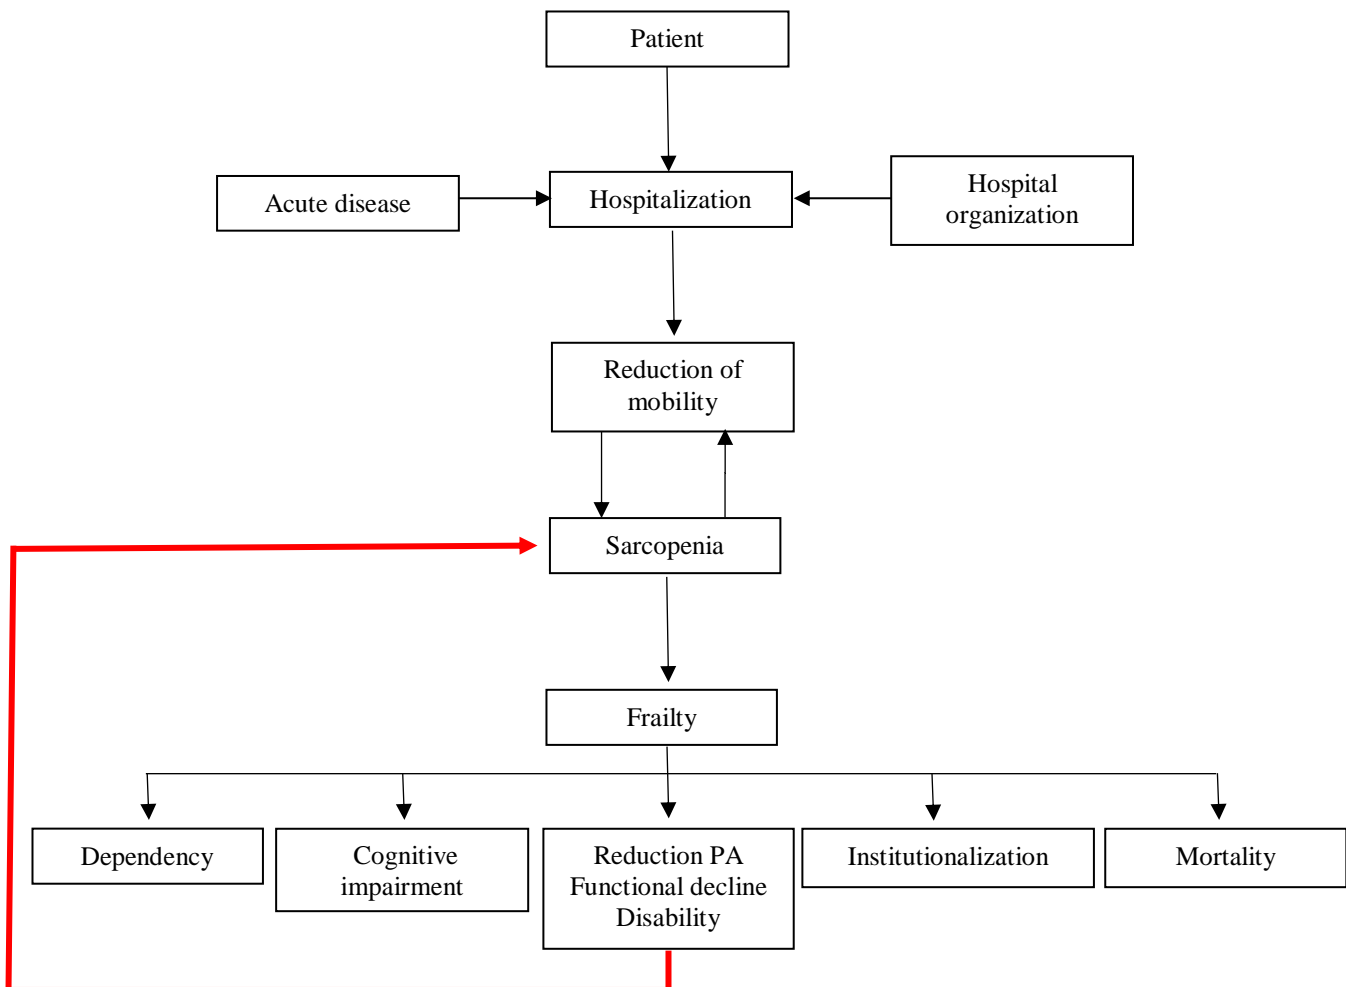 Patient
Acute disease
Hospitalization
Hospital
organization
Reduction of
mobility
Sarcopenia
Frailty
Dependency
Cognitive
impairment
Reduction PA
Functional decline
Disability
Institutionalization
Mortality